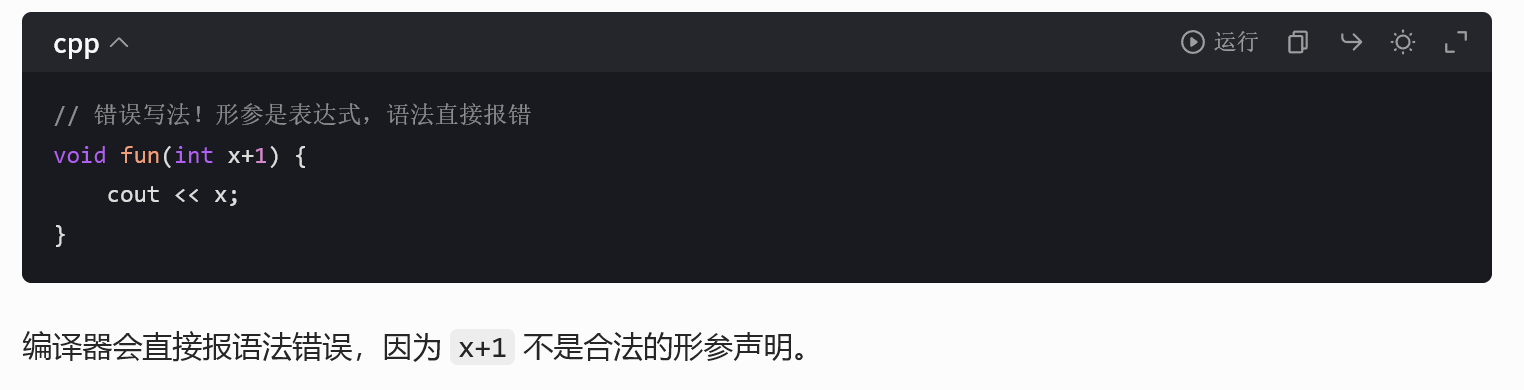 cpp
运行
// 错误写法！形参是表达式，语法直接报错
void fun(int x+1) {
    cout << x;
}
编译器会直接报语法错误，因为 x+1 不是合法的形参声明。